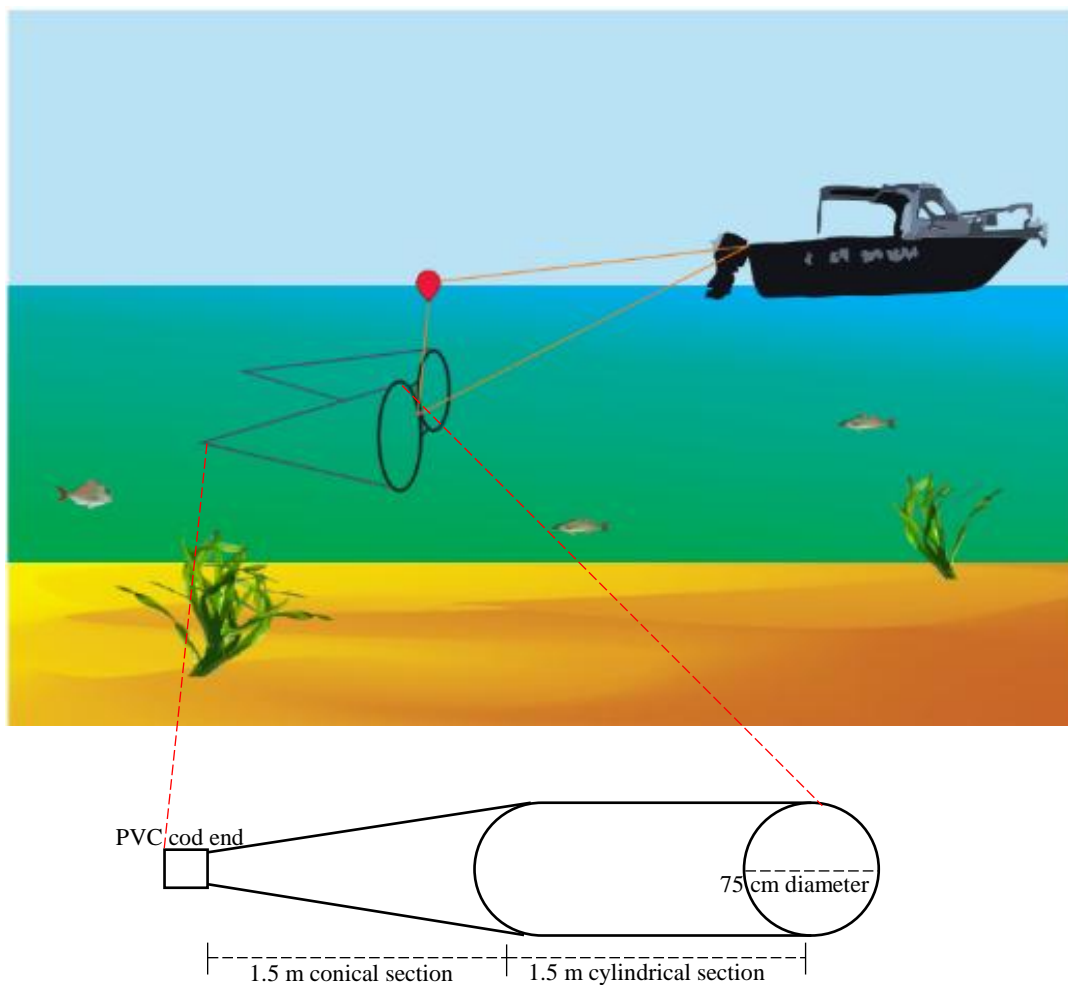 PVC cod end
75 cm diameter
1.5 m conical section
1.5 m cylindrical section